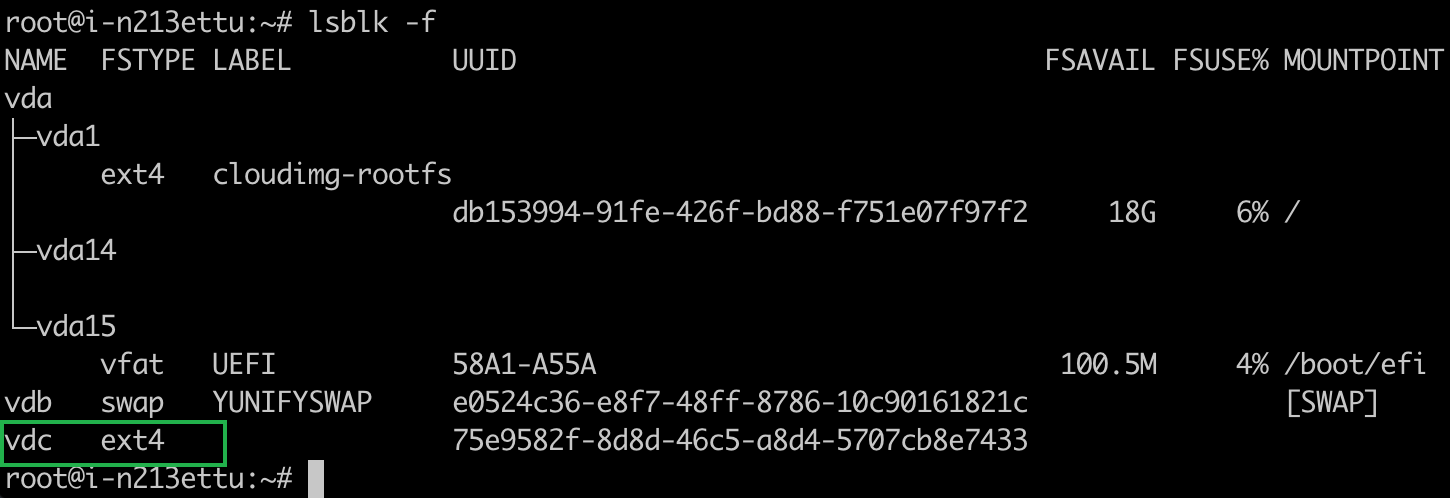 root@i-n213ettu:~# lsblk -f
NAME FSTYPE LABEL UUID FSAVAIL FSUSE% MOUNTPOINT
vda
├─vda1
ext4 cloudimg-rootfs
db153994-91fe-426f-bd88-f751e07f97f2 18G 6% /
├─vda14
└─vda15
vfat UEFI 58A1-A55A 100.5M 4% /boot/efi
vdb swap YUNIFYSWAP e0524c36-e8f7-48ff-8786-10c90161821c [SWAP]
vdc ext4 75e9582f-8d8d-46c5-a8d4-5707cb8e7433
root@i-n213ettu:~#